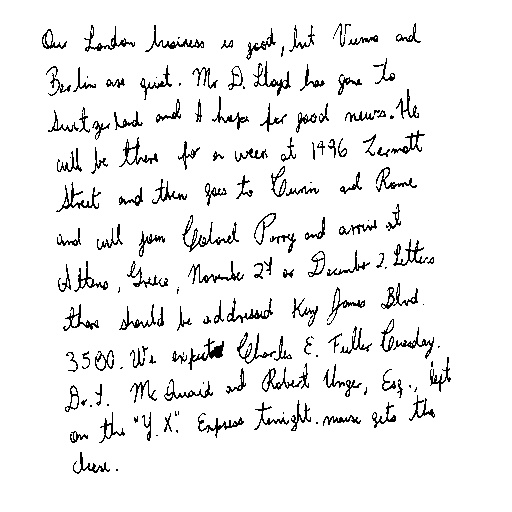 Our London business is good, but Vienna and
Berlin are quiet. Mr D. Lloyd has gone to
Switzerland and I hope for good news. He
will be there for a week at 1496 Zermott
Street and then goes to Turin and Rome
and will join Colonel Parry and arrive at
Athens, Greece, November 27 or December 2. Letters
there should be addressed King James Blvd.
3580. We expect Charles E. Fuller Tuesday.
Dr. L. Mc Quaid and Robert Unger, Esq., left
on the "Y.X." Express tonight. mouse gets the
cheese.